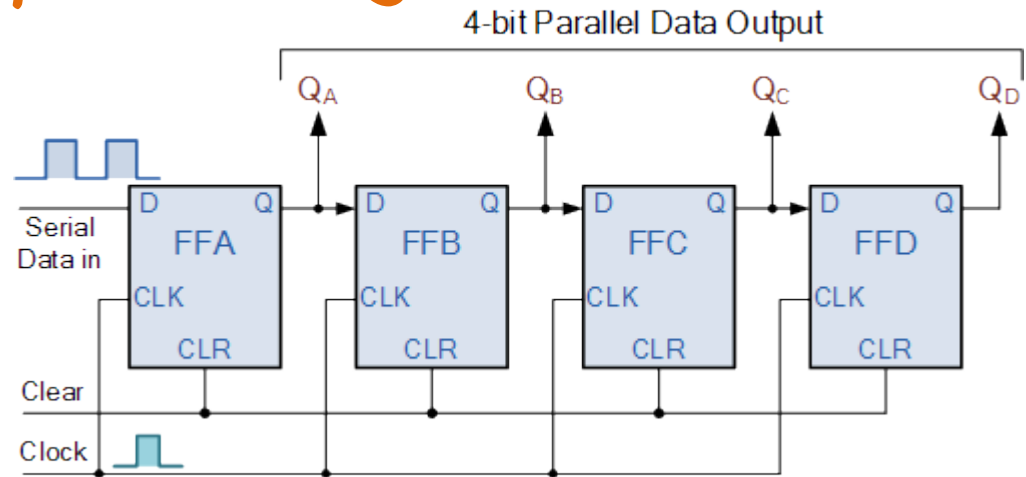 4-bit Parallel Data Output
QA QB QC QD
D Q D Q D Q D Q
Serial
Data in
FFA FFB FFC FFD
CLK CLK CLK CLK
CLR CLR CLR CLR
Clear
Clock